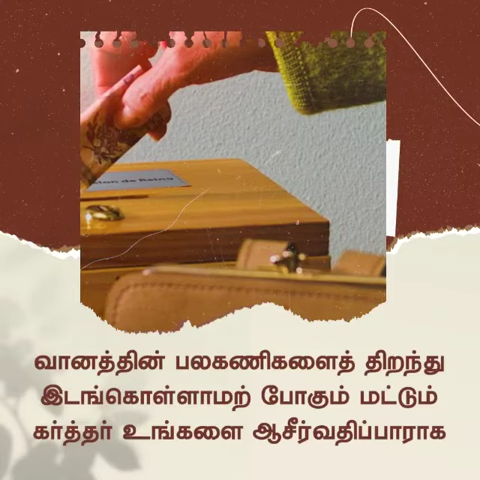 வானத்தின் பலகணிகளைத் திறந்து
இடங்கொள்ளாமற் போகும் மட்டும்
கர்த்தர் உங்களை ஆசீர்வதிப்பாராக